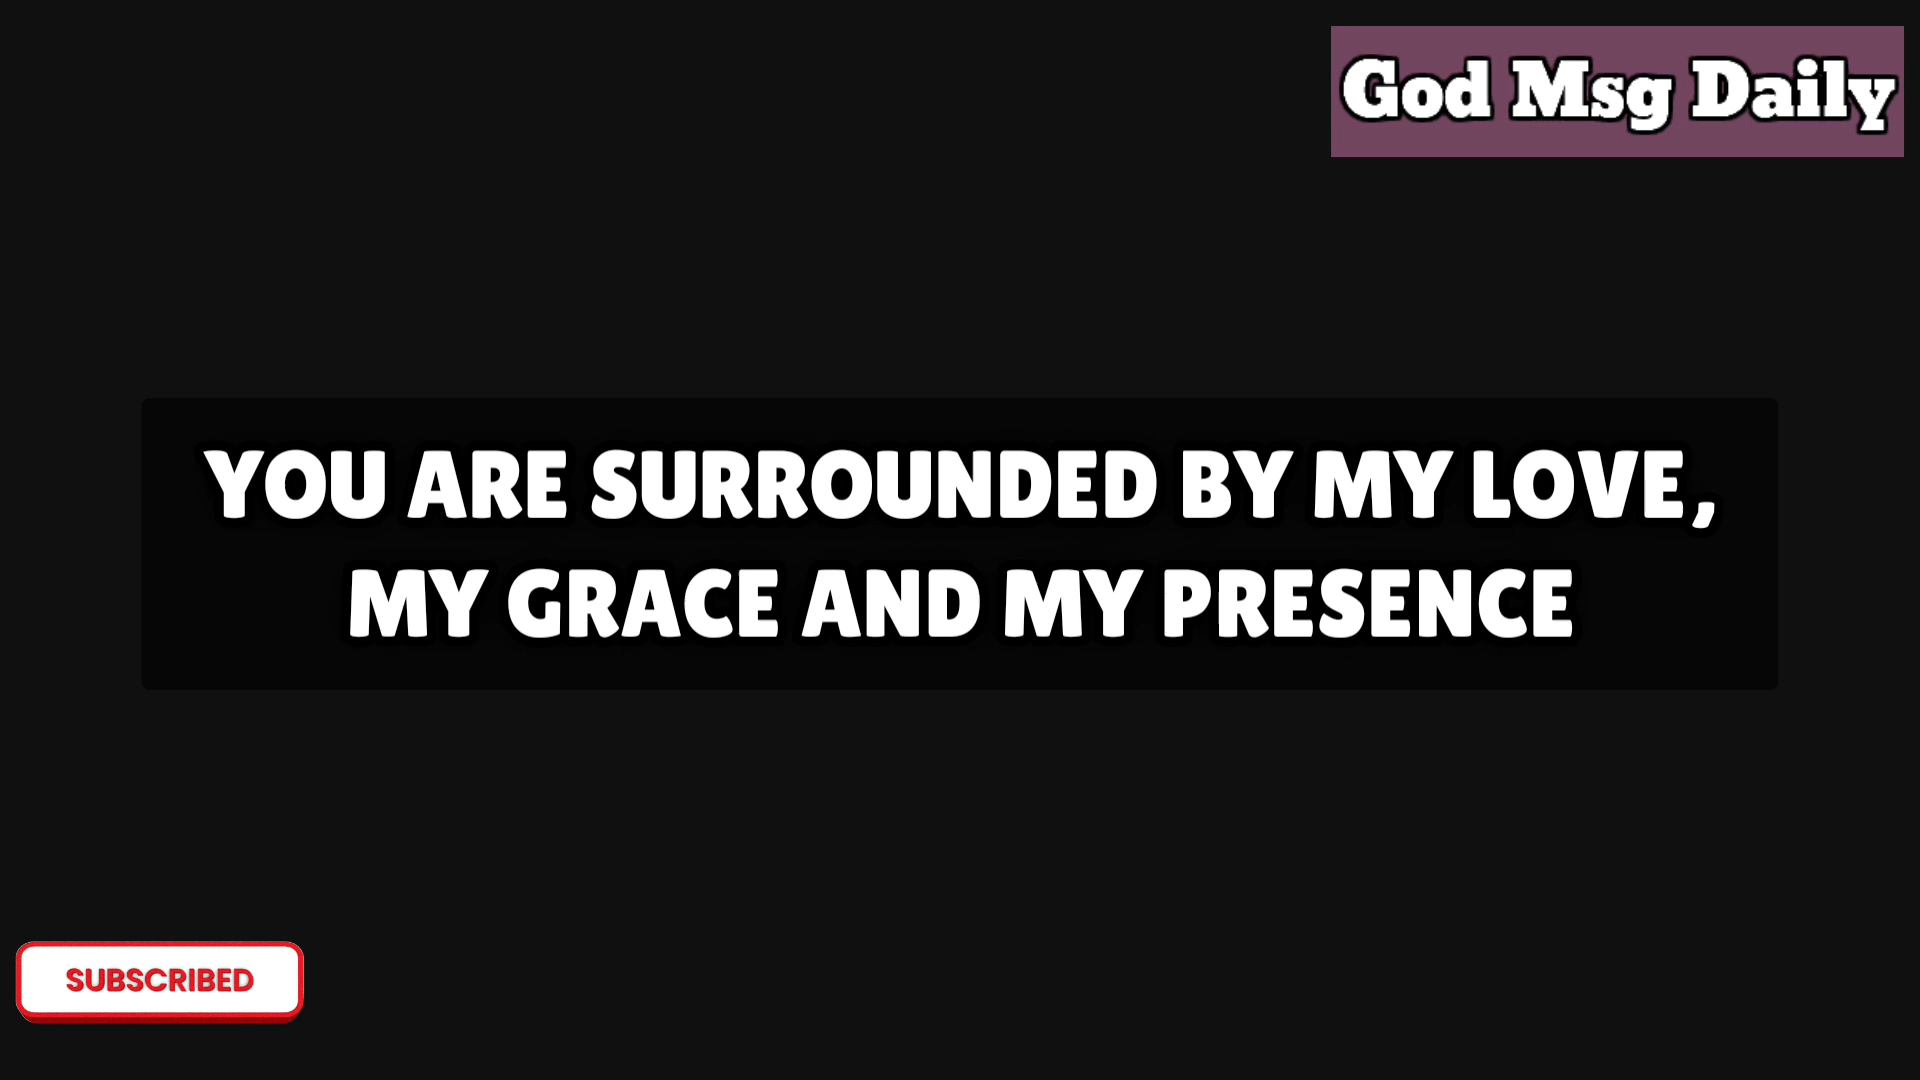 God Msg Daily
YOU ARE SURROUNDED BY MY LOVE,
MY GRACE AND MY PRESENCE
SUBSCRIBED